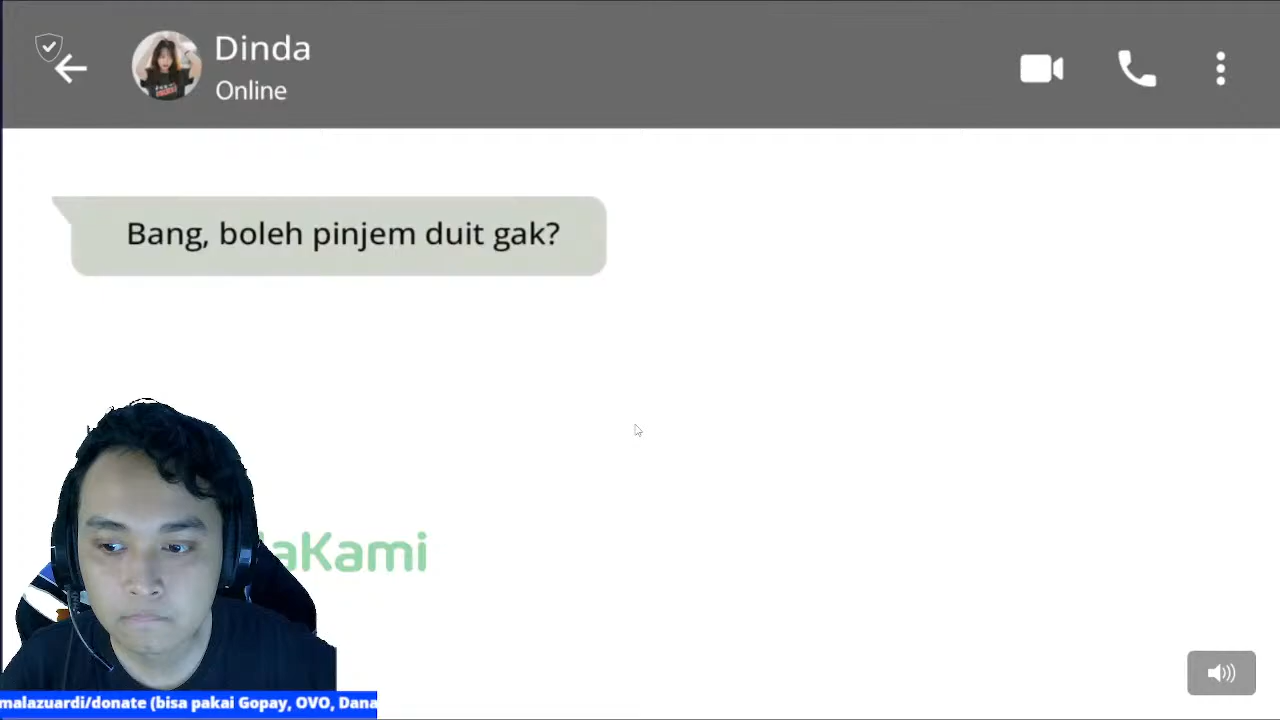 Dinda
Online
Bang, boleh pinjem duit gak?
aKami
malazuardi/donate (bisa pakai Gopay, OVO, Dana